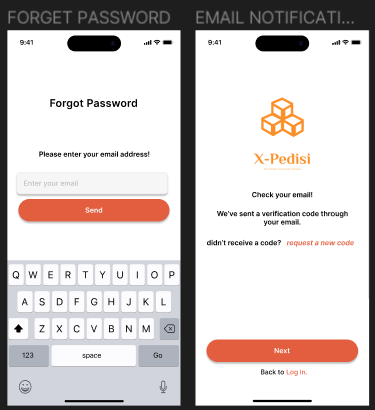 FORGET PASSWORD
9:41
Forgot Password
Please enter your email address!
Enter your email
Send
Q W E R T Y U I O P
A S D F G H J K L
Z X C V B N M
123 space Go
EMAIL NOTIFICATI...
9:41
X-Pedisi
Check your email!
We've sent a verification code through
your email.
didn't receive a code? request a new code
Next
Back to Log in.